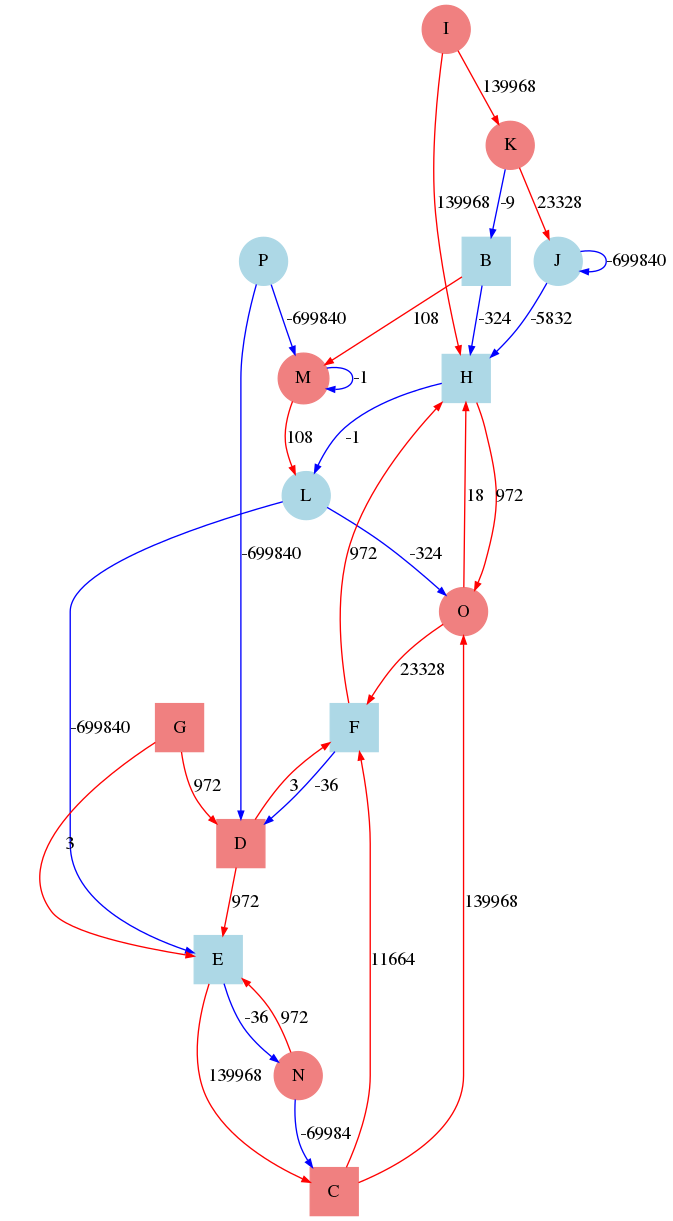 I
139968
K
139968 -9 23328
P B J -699840
-699840 108 -324 -5832
M -1 H
108 -1
L 18 972
-699840 972 -324
O
23328
-699840 G F
972 3 -36
3 D
972 139968
E 11664
-36 972
139968 N
-69984
C